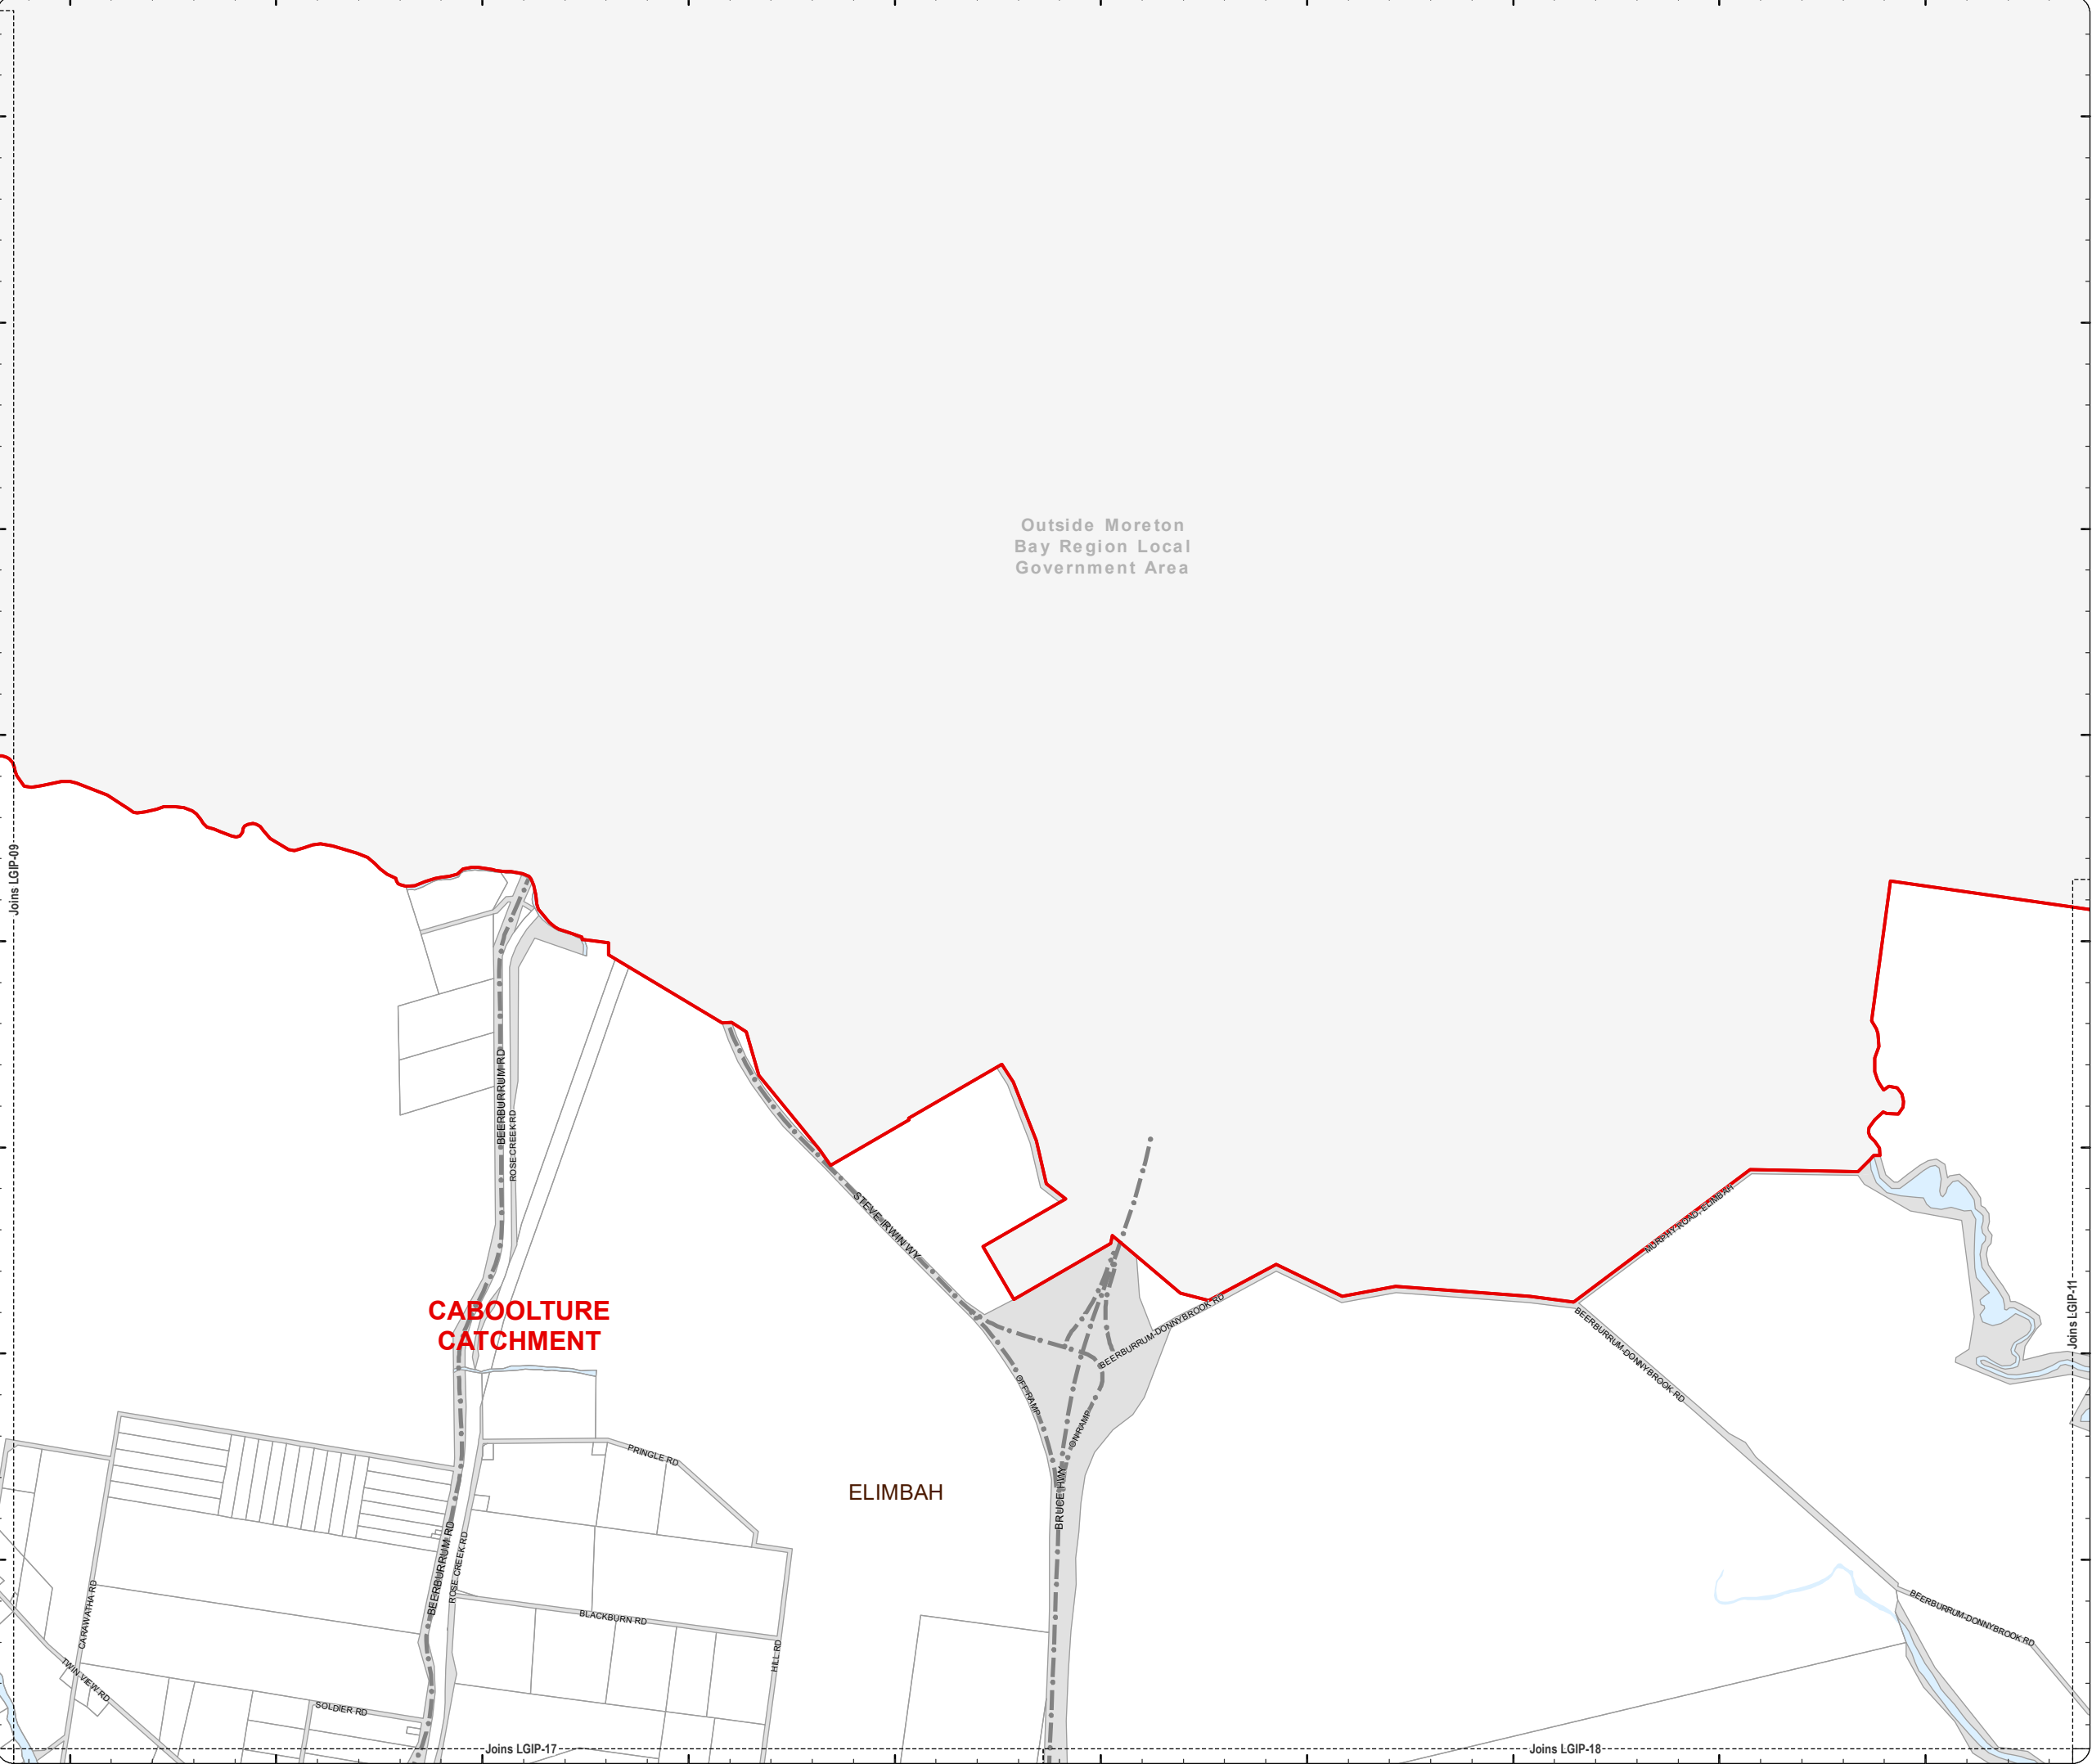 Outside Moreton
Bay Region Local
Government Area
Joins LGIP-09
BEERBURRUM RD
ROSE CREEK RD
STEVE IRWIN WY
MURPHY ROAD, ELIMBAH
CABOOLTURE
CATCHMENT
BEERBURRUM-DONNYBROOK RD
BEERBURRUM-DONNYBROOK RD
Joins LGIP-11
OFF RAMP
ON RAMP
PRINGLE RD
ELIMBAH
BRUCE HWY
BEERBURRUM RD
ROSE CREEK RD
CARAWATHA RD
BLACKBURN RD
HILL RD
BEERBURRUM-DONNYBROOK RD
TWIN VIEW RD
SOLDIER RD
Joins LGIP-17
Joins LGIP-18